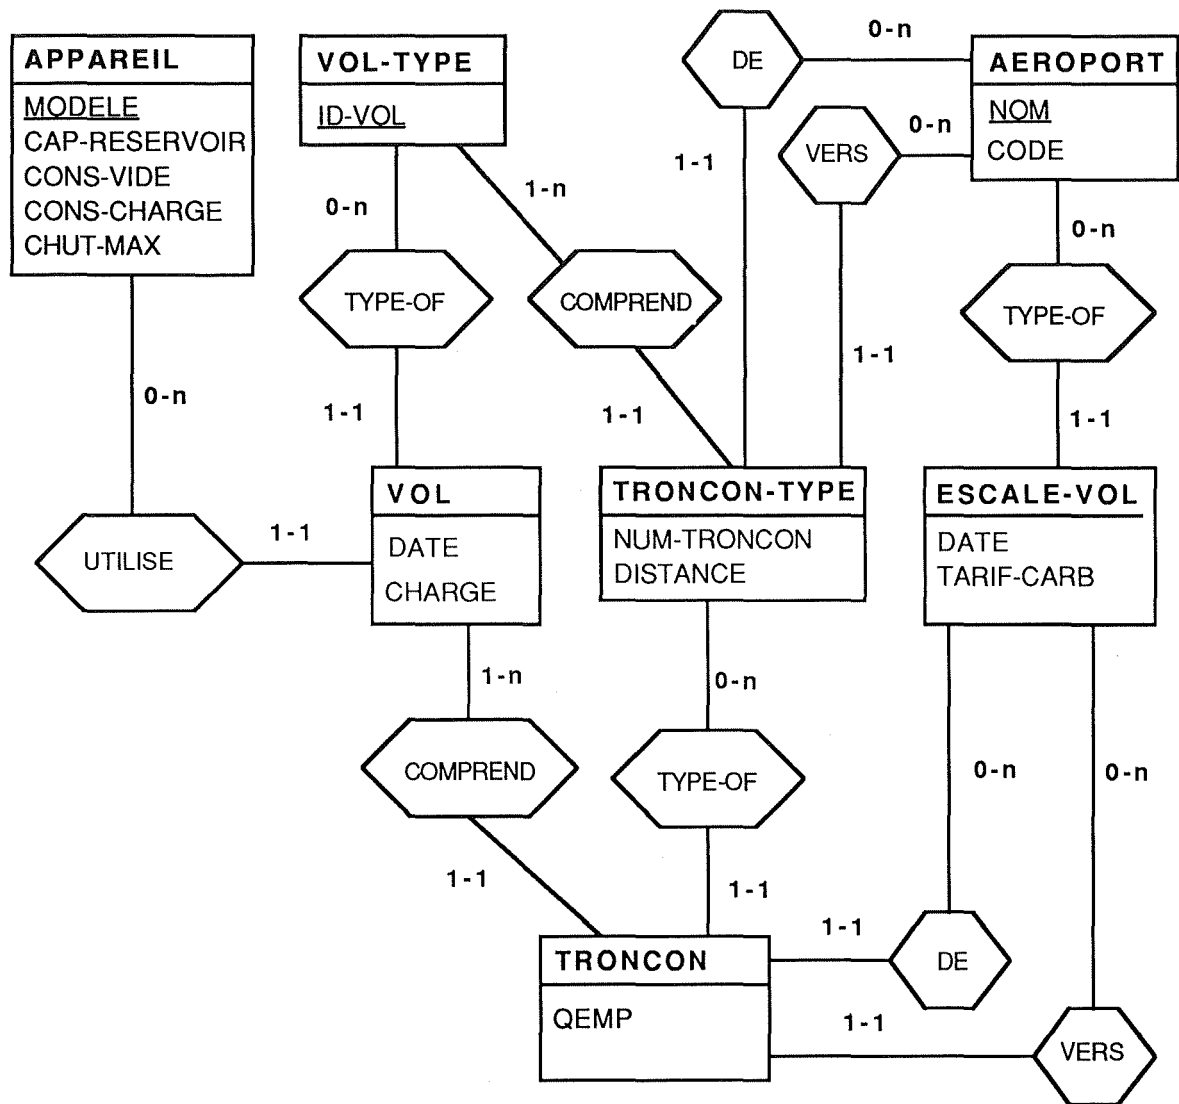 APPAREIL
MODELE
CAP-RESERVOIR
CONS-VIDE
CONS-CHARGE
CHUT-MAX
VOL-TYPE
ID-VOL
DE
0-n
AEROPORT
NOM
CODE
VERS
0-n
1-1
1-n
0-n
TYPE-OF
COMPREND
0-n
TYPE-OF
1-1
0-n
1-1
1-1
1-1
UTILISE
1-1
VOL
DATE
CHARGE
TRONCON-TYPE
NUM-TRONCON
DISTANCE
ESCALE-VOL
DATE
TARIF-CARB
1-n
0-n
COMPREND
TYPE-OF
0-n
0-n
1-1
1-1
TRONCON
QEMP
1-1
DE
1-1
VERS